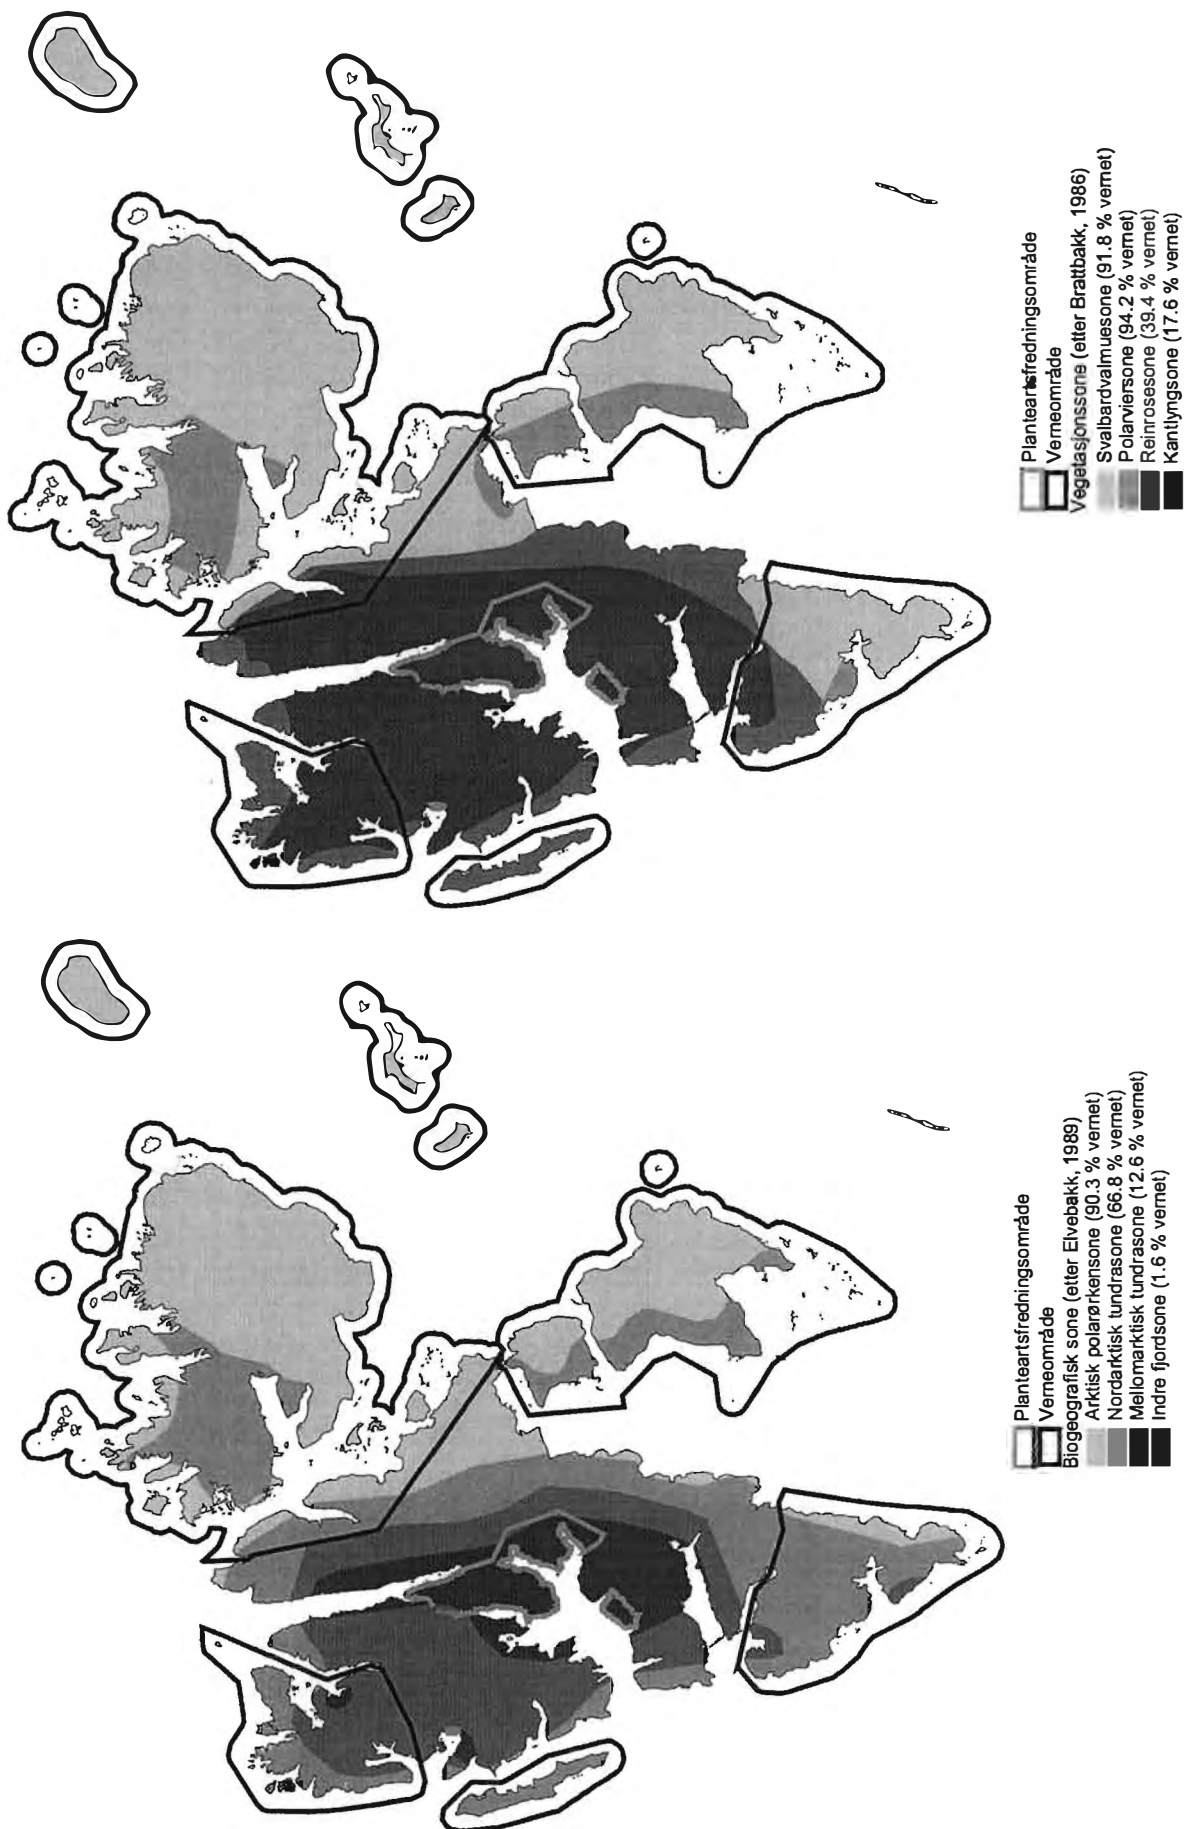 Planteartsfredningsområde
Verneområde
Vegetasjonssone (etter Brattbakk, 1986)
Svalbardvalmuesone (91.8 % vernet)
Polarviersone (94.2 % vernet)
Reinrosesone (39.4 % vernet)
Kantlyngsone (17.6 % vernet)
Planteartsfredningsområde
Verneområde
Biogeografisk sone (etter Elvebakk, 1989)
Arktisk polarørkensone (90.3 % vernet)
Nordarktisk tundrasone (66.8 % vernet)
Mellomarktisk tundrasone (12.6 % vernet)
Indre fjordsone (1.6 % vernet)